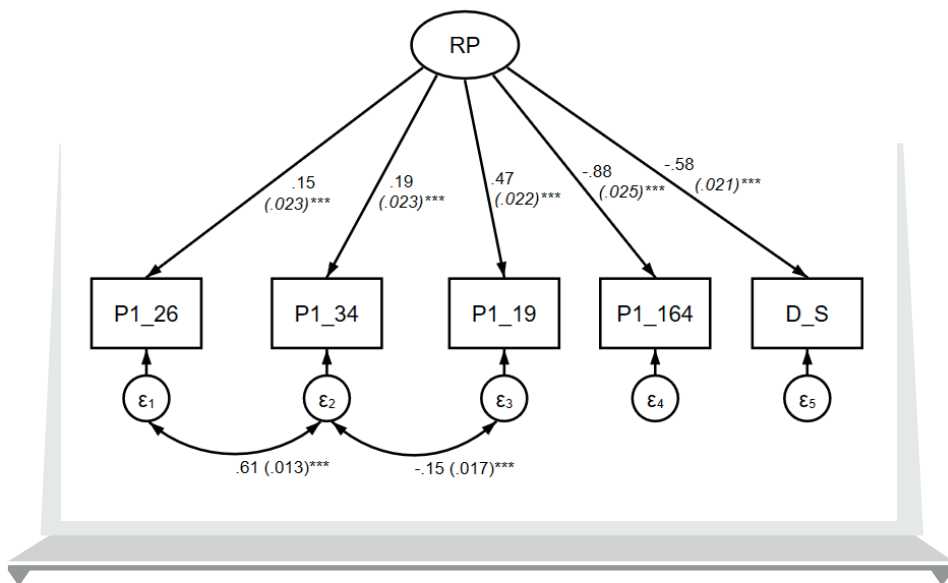 RP
.15
(.023)***
.19
(.023)***
.47
(.022)***
-.88
(.025)***
-.58
(.021)***
P1_26
P1_34
P1_19
P1_164
D_S
ε1
ε2
ε3
ε4
ε5
.61 (.013)***
-.15 (.017)***